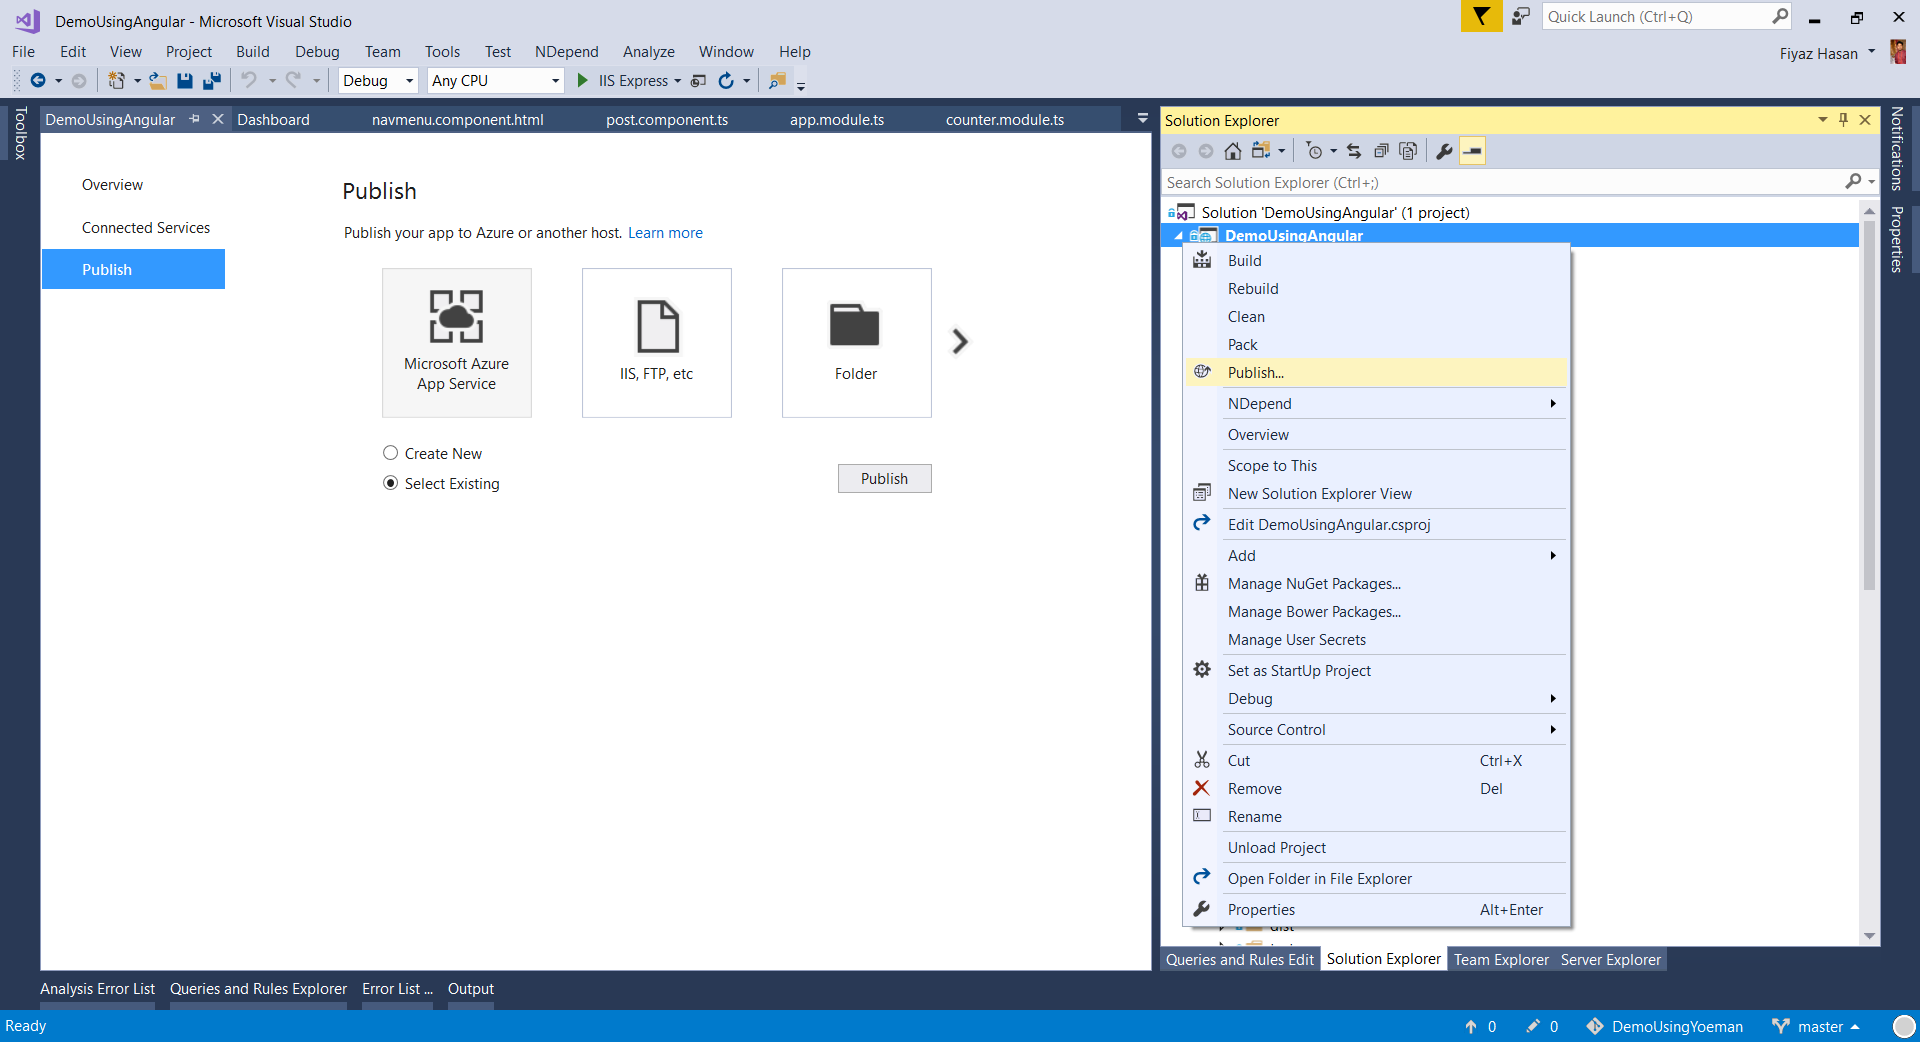 DemoUsingAngular - Microsoft Visual Studio
Quick Launch (Ctrl+Q)
File Edit View Project Build Debug Team Tools Test NDepend Analyze Window Help
Fiyaz Hasan
Debug Any CPU IIS Express
Toolbox
DemoUsingAngular Dashboard navmenu.component.html post.component.ts app.module.ts counter.module.ts
Overview
Connected Services
Publish
Publish
Publish your app to Azure or another host. Learn more
Microsoft Azure
App Service
IIS, FTP, etc
Folder
Create New
Select Existing
Publish
Solution Explorer
Search Solution Explorer (Ctrl+;)
Solution 'DemoUsingAngular' (1 project)
DemoUsingAngular
Build
Rebuild
Clean
Pack
Publish...
NDepend
Overview
Scope to This
New Solution Explorer View
Edit DemoUsingAngular.csproj
Add
Manage NuGet Packages...
Manage Bower Packages...
Manage User Secrets
Set as StartUp Project
Debug
Source Control
Cut Ctrl+X
Remove Del
Rename
Unload Project
Open Folder in File Explorer
Properties Alt+Enter
dist
Queries and Rules Edit Solution Explorer Team Explorer Server Explorer
Notifications
Properties
Analysis Error List Queries and Rules Explorer Error List ... Output
Ready
0 0 DemoUsingYoeman master